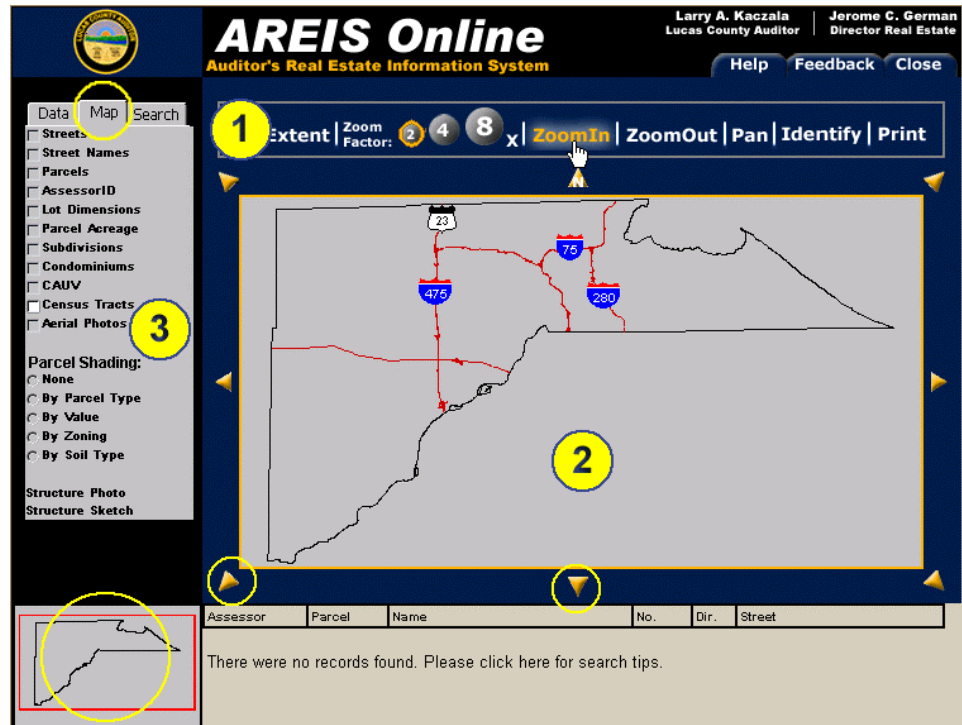 LUCAS COUNTY AUDITOR
AREIS Online
Auditor's Real Estate Information System
Larry A. Kaczala
Lucas County Auditor
Jerome C. German
Director Real Estate
Help Feedback Close
Data Map Search
Streets
Street Names
Parcels
AssessorID
Lot Dimensions
Parcel Acreage
Subdivisions
Condominiums
CAUV
Census Tracts
Aerial Photos
3
Parcel Shading:
None
By Parcel Type
By Value
By Zoning
By Soil Type
Structure Photo
Structure Sketch
1 Extent | Zoom Factor: 2 4 8 x | ZoomIn | ZoomOut | Pan | Identify | Print
N
23
75
475
280
2
Assessor Parcel Name No. Dir. Street
There were no records found. Please click here for search tips.